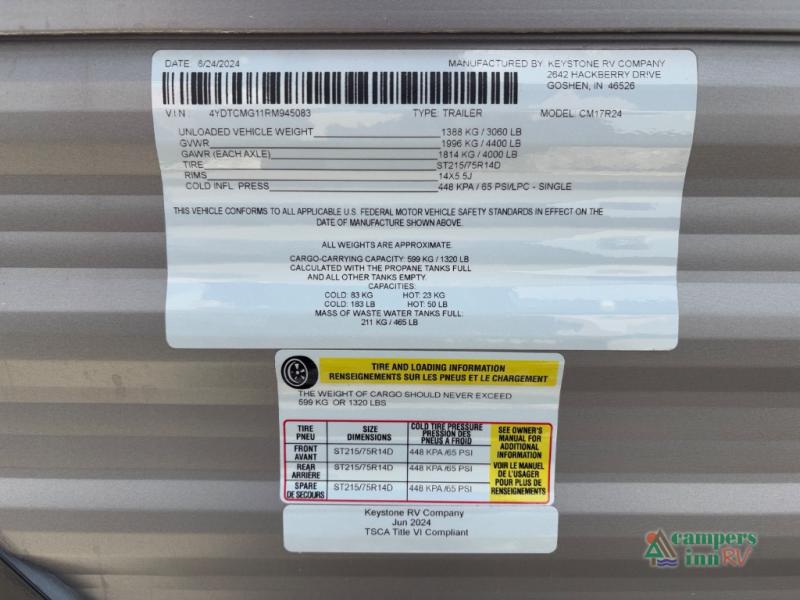 DATE 6/24/2024 MANUFACTURED BY: KEYSTONE RV COMPANY
2642 HACKBERRY DRIVE
GOSHEN, IN 46526
V.I.N. 4YDTCMG11RM945083 TYPE: TRAILER MODEL: CM17R24
UNLOADED VEHICLE WEIGHT 1388 KG / 3060 LB
GVWR 1996 KG / 4400 LB
GAWR (EACH AXLE) 1814 KG / 4000 LB
TIRE ST215/75R14D
RIMS 14X5.5J
COLD INFL. PRESS 448 KPA / 65 PSI/LPC - SINGLE
THIS VEHICLE CONFORMS TO ALL APPLICABLE U.S. FEDERAL MOTOR VEHICLE SAFETY STANDARDS IN EFFECT ON THE
DATE OF MANUFACTURE SHOWN ABOVE.
ALL WEIGHTS ARE APPROXIMATE.
CARGO-CARRYING CAPACITY: 599 KG / 1320 LB
CALCULATED WITH THE PROPANE TANKS FULL
AND ALL OTHER TANKS EMPTY.
CAPACITIES:
COLD: 83 KG HOT: 23 KG
COLD: 183 LB HOT: 50 LB
MASS OF WASTE WATER TANKS FULL:
211 KG / 465 LB
TIRE AND LOADING INFORMATION
RENSEIGNEMENTS SUR LES PNEUS ET LE CHARGEMENT
THE WEIGHT OF CARGO SHOULD NEVER EXCEED
599 KG OR 1320 LBS
TIRE
PNEU
SIZE
DIMENSIONS
COLD TIRE PRESSURE
PRESSION DES
PNEUS A FROID
SEE OWNER'S
MANUAL FOR
ADDITIONAL
INFORMATION
VOIR LE MANUEL
DE L'USAGER
POUR PLUS DE
RENSEIGNEMENTS
FRONT
AVANT
ST215/75R14D 448 KPA /65 PSI
REAR
ARRIÈRE
ST215/75R14D 448 KPA /65 PSI
SPARE
DE SECOURS
ST215/75R14D 448 KPA /65 PSI
Keystone RV Company
Jun 2024
TSCA Title VI Compliant
campers
inn RV